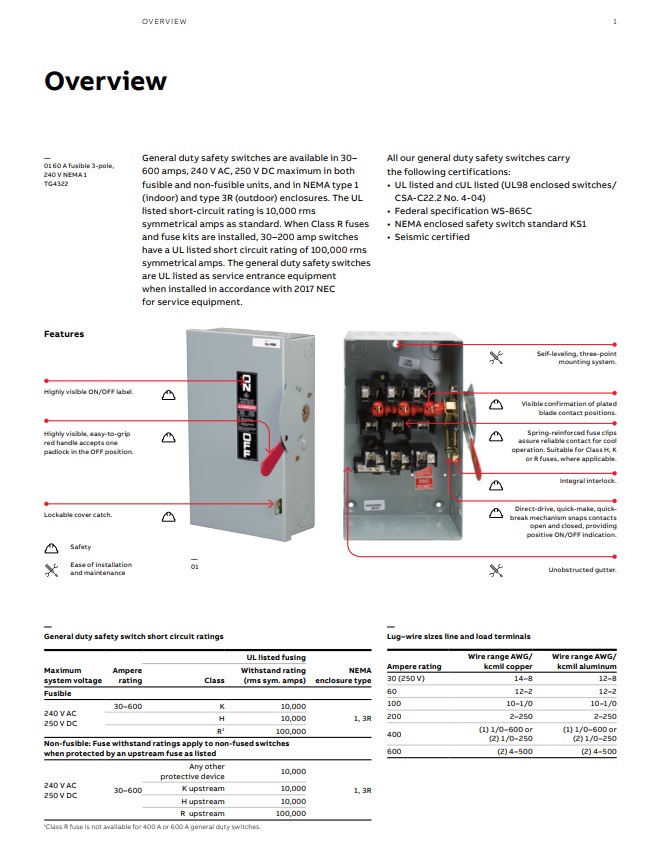 OVERVIEW
1
Overview
—
01 60 A fusible 3-pole,
240 V NEMA 1
TG4322
General duty safety switches are available in 30–
600 amps, 240 V AC, 250 V DC maximum in both
fusible and non-fusible units, and in NEMA type 1
(indoor) and type 3R (outdoor) enclosures. The UL
listed short-circuit rating is 10,000 rms
symmetrical amps as standard. When Class R fuses
and fuse kits are installed, 30–200 amp switches
have a UL listed short circuit rating of 100,000 rms
symmetrical amps. The general duty safety switches
are UL listed as service entrance equipment
when installed in accordance with 2017 NEC
for service equipment.
All our general duty safety switches carry
the following certifications:
• UL listed and cUL listed (UL98 enclosed switches/
CSA-C22.2 No. 4-04)
• Federal specification WS-865C
• NEMA enclosed safety switch standard KS1
• Seismic certified
Features
Highly visible ON/OFF label.
Highly visible, easy-to-grip
red handle accepts one
padlock in the OFF position.
Lockable cover catch.
Safety
Ease of installation
and maintenance
ON
OFF
—
01
Self-leveling, three-point
mounting system.
Visible confirmation of plated
blade contact positions.
Spring-reinforced fuse clips
assure reliable contact for cool
operation. Suitable for Class H, K
or R fuses, where applicable.
Integral interlock.
Direct-drive, quick-make, quick-
break mechanism snaps contacts
open and closed, providing
positive ON/OFF indication.
Unobstructed gutter.
—
General duty safety switch short circuit ratings
UL listed fusing
Maximum system voltage Ampere rating Class Withstand rating (rms sym. amps) NEMA enclosure type
Fusible
240 V AC 250 V DC 30–600 K 10,000 1, 3R
H 10,000
R¹ 100,000
Non-fusible: Fuse withstand ratings apply to non-fused switches
when protected by an upstream fuse as listed
240 V AC 250 V DC 30–600 Any other protective device 10,000 1, 3R
K upstream 10,000
H upstream 10,000
R upstream 100,000
¹Class R fuse is not available for 400 A or 600 A general duty switches.
—
Lug–wire sizes line and load terminals
Ampere rating Wire range AWG/ kcmil copper Wire range AWG/ kcmil aluminum
30 (250 V) 14–8 12–8
60 12–2 12–2
100 10–1/0 10–1/0
200 2–250 2–250
400 (1) 1/0–600 or (2) 1/0–250 (1) 1/0–600 or (2) 1/0–250
600 (2) 4–500 (2) 4–500